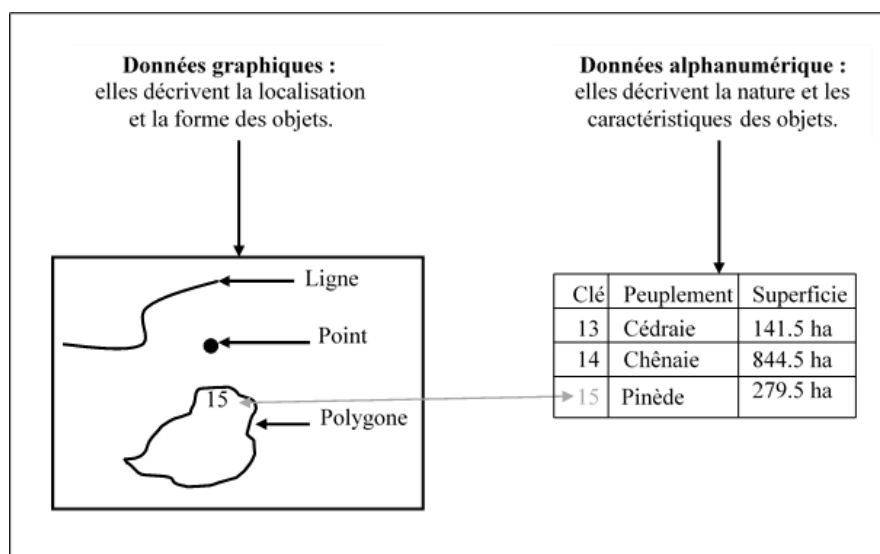 Données graphiques :
elles décrivent la localisation
et la forme des objets.
Données alphanumérique :
elles décrivent la nature et les
caractéristiques des objets.
Ligne
Point
15
Polygone
Clé Peuplement Superficie
13 Cédraie 141.5 ha
14 Chênaie 844.5 ha
15 Pinède 279.5 ha